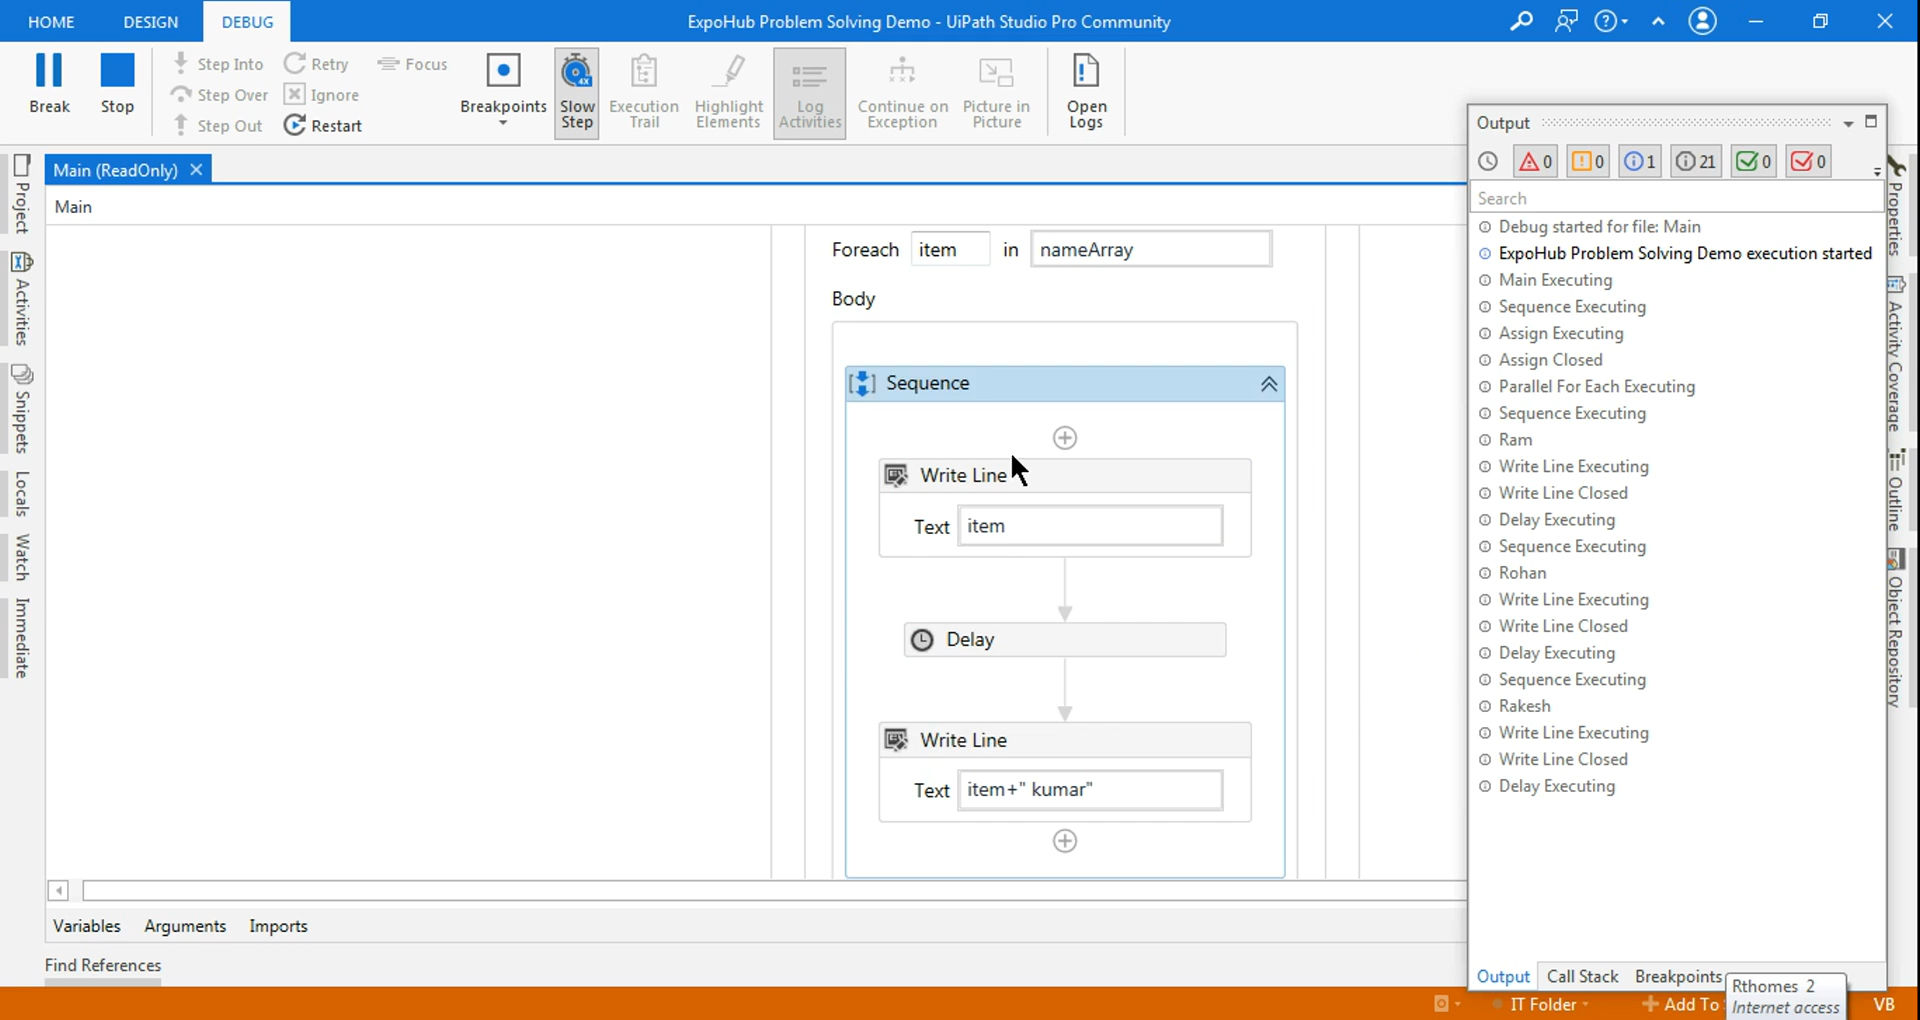 HOME DESIGN DEBUG ExpoHub Problem Solving Demo - UiPath Studio Pro Community
Break
Stop
Step Into
Step Over
Step Out
Retry
Ignore
Restart
Focus
Breakpoints
Slow
Step
4X
Execution
Trail
Highlight
Elements
Log
Activities
Continue on
Exception
Picture in
Picture
Open
Logs
Main (ReadOnly)
Main
Project
Activities
Snippets
Locals
Watch
Immediate
Foreach item in nameArray
Body
Sequence
Write Line
Text item
Delay
Write Line
Text item+" kumar"
Variables Arguments Imports
Find References
Output
0 0 1 21 0 0
Search
Debug started for file: Main
ExpoHub Problem Solving Demo execution started
Main Executing
Sequence Executing
Assign Executing
Assign Closed
Parallel For Each Executing
Sequence Executing
Ram
Write Line Executing
Write Line Closed
Delay Executing
Sequence Executing
Rohan
Write Line Executing
Write Line Closed
Delay Executing
Sequence Executing
Rakesh
Write Line Executing
Write Line Closed
Delay Executing
Output Call Stack Breakpoints
Properties
Activity Coverage
Outline
Object Repository
Rthomes 2
Internet access
IT Folder
Add To
VB